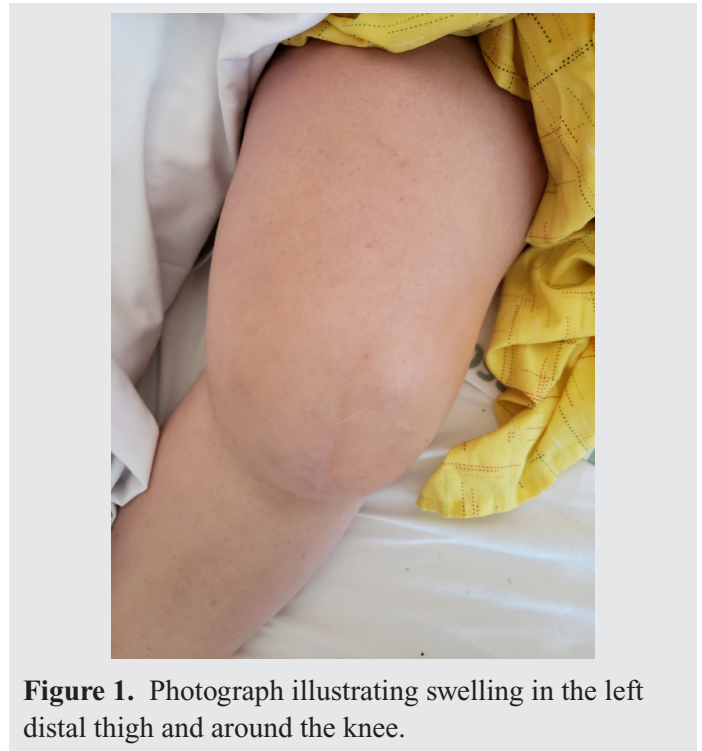 Figure 1. Photograph illustrating swelling in the left
distal thigh and around the knee.